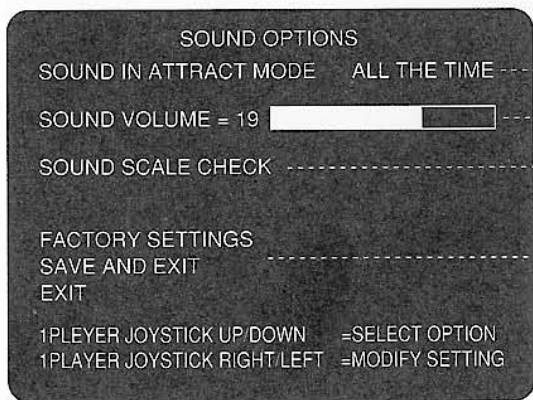 SOUND OPTIONS
SOUND IN ATTRACT MODE ALL THE TIME
SOUND VOLUME = 19
SOUND SCALE CHECK
FACTORY SETTINGS
SAVE AND EXIT
EXIT
1PLEYER JOYSTICK UP/DOWN =SELECT OPTION
1PLAYER JOYSTICK RIGHT/LEFT =MODIFY SETTING